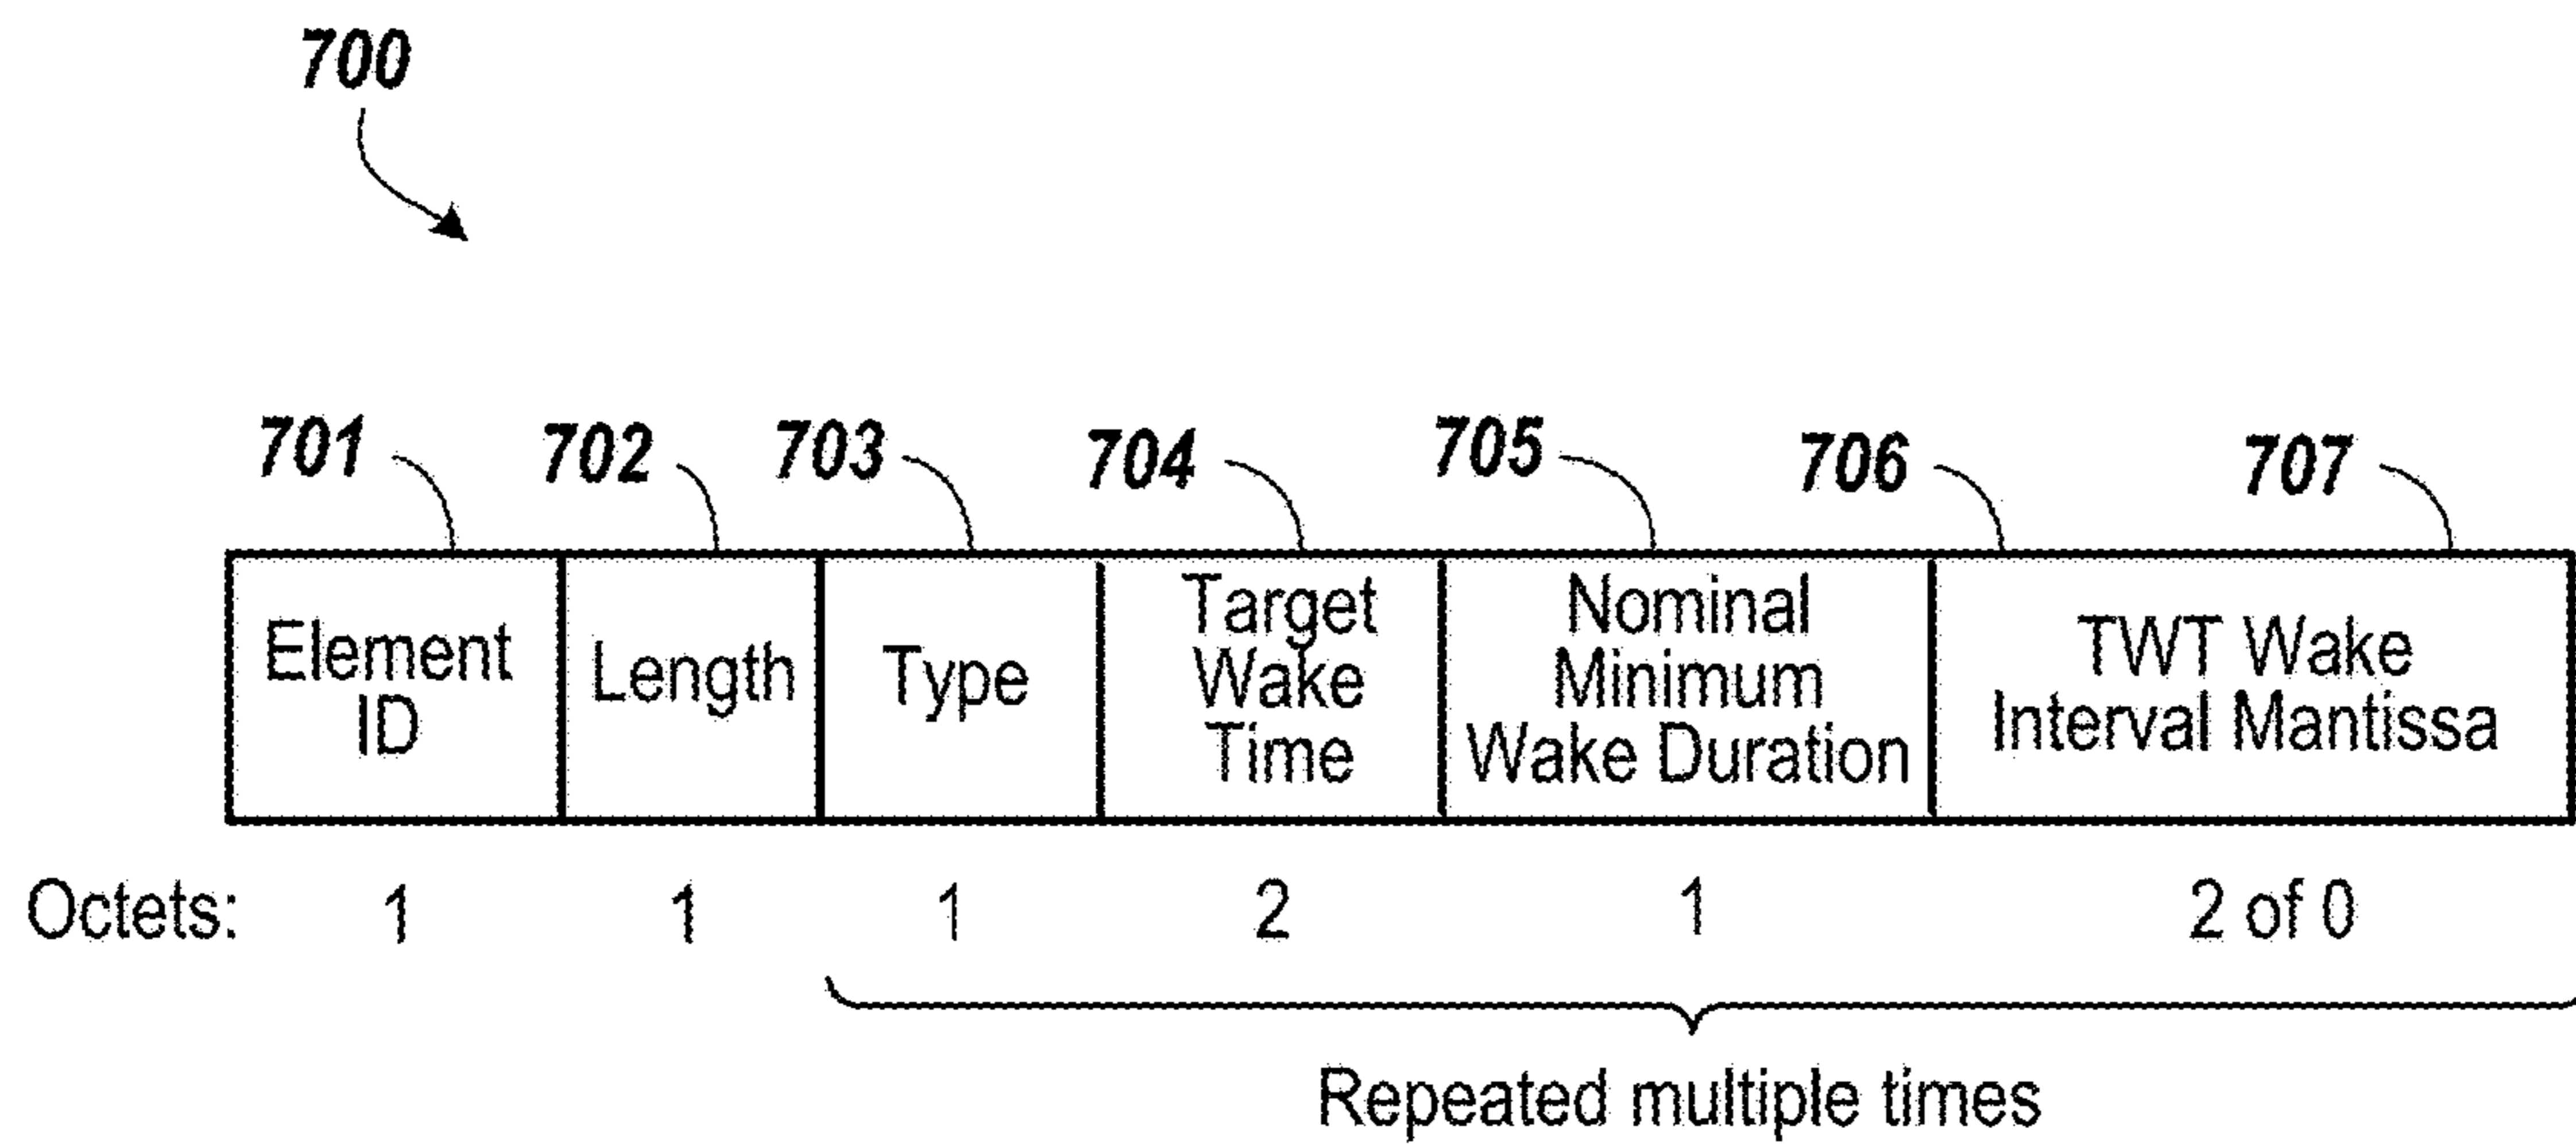 700
701 702 703 704 705 706 707
Element
ID
Length
Type
Target
Wake
Time
Nominal
Minimum
Wake Duration
TWT Wake
Interval Mantissa
Octets: 1 1 1 2 1 2 of 0
Repeated multiple times